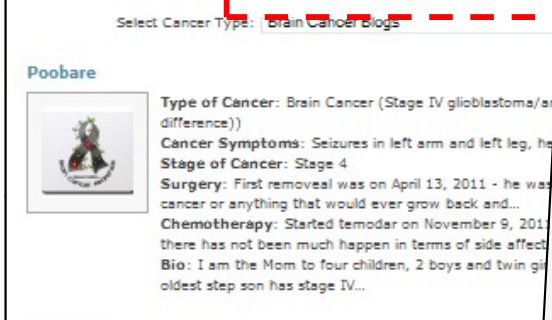 Select Cancer Type: Brain Cancer Blogs
Poobare
Type of Cancer: Brain Cancer (Stage IV glioblastoma/
difference))
Cancer Symptoms: Seizures in left arm and left leg,
Stage of Cancer: Stage 4
Surgery: First removeal was on April 13, 2011 - he was
cancer or anything that would ever grow back and...
Chemotherapy: Started temodar on November 9,
there has not been much happen in terms of side
Bio: I am the Mom to four children, 2 boys and twin
oldest step son has stage IV...